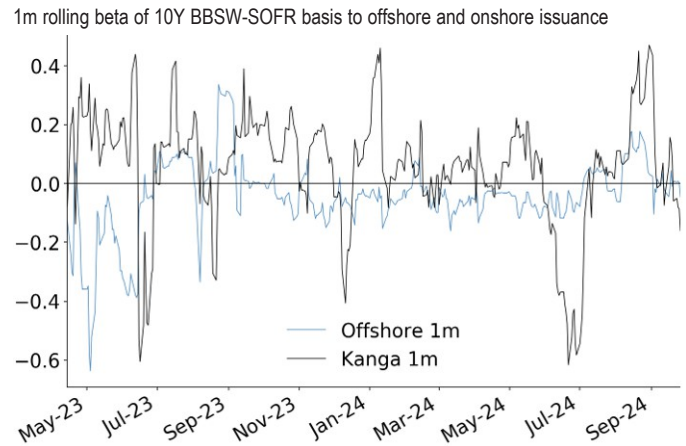 1m rolling beta of 10Y BBSW-SOFR basis to offshore and onshore issuance
0.4
0.2
0.0
−0.2
−0.4
−0.6
Offshore 1m
Kanga 1m
May-23
Jul-23
Sep-23
Nov-23
Jan-24
Mar-24
May-24
Jul-24
Sep-24